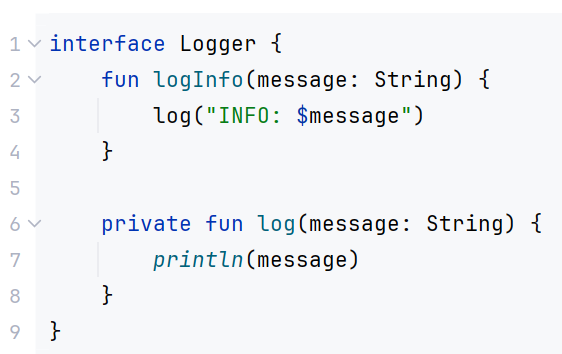 1 interface Logger {
2     fun logInfo(message: String) {
3         log("INFO: $message")
4     }
5
6     private fun log(message: String) {
7         println(message)
8     }
9 }